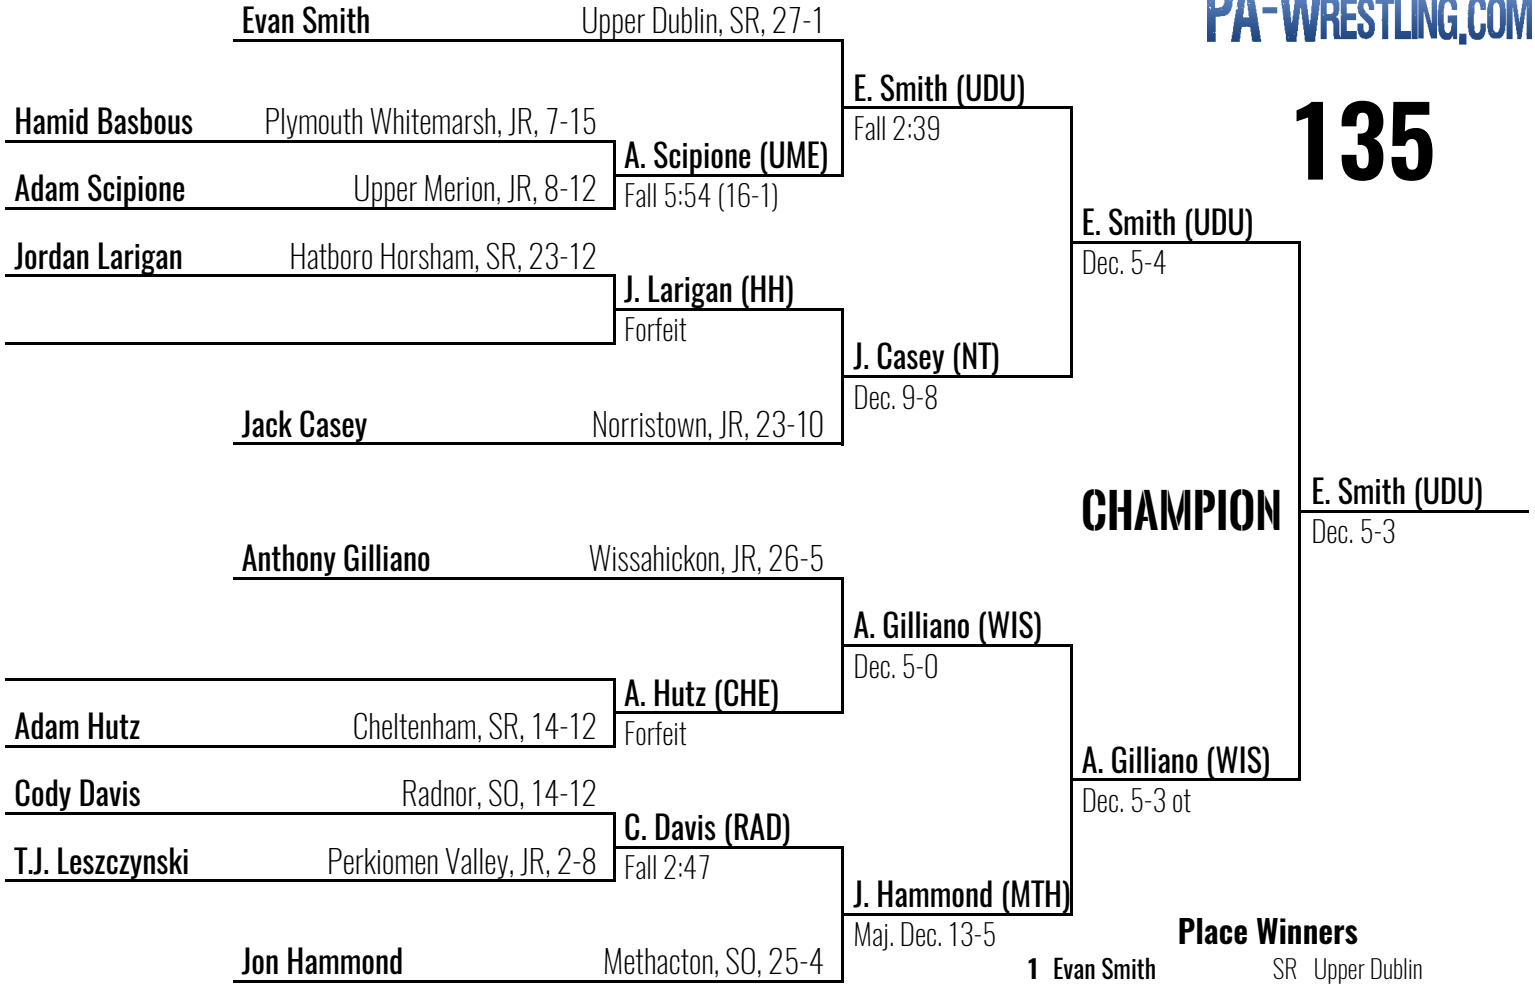 PA-WRESTLING.COM
Evan Smith Upper Dublin, SR, 27-1
E. Smith (UDU)
Fall 2:39
135
Hamid Basbous Plymouth Whitemarsh, JR, 7-15
A. Scipione (UME)
Fall 5:54 (16-1)
Adam Scipione Upper Merion, JR, 8-12
E. Smith (UDU)
Dec. 5-4
Jordan Larigan Hatboro Horsham, SR, 23-12
J. Larigan (HH)
Forfeit
J. Casey (NT)
Dec. 9-8
Jack Casey Norristown, JR, 23-10
CHAMPION
E. Smith (UDU)
Dec. 5-3
Anthony Gilliano Wissahickon, JR, 26-5
A. Gilliano (WIS)
Dec. 5-0
A. Hutz (CHE)
Forfeit
Adam Hutz Cheltenham, SR, 14-12
A. Gilliano (WIS)
Dec. 5-3 ot
Cody Davis Radnor, SO, 14-12
C. Davis (RAD)
Fall 2:47
T.J. Leszczynski Perkiomen Valley, JR, 2-8
J. Hammond (MTH)
Maj. Dec. 13-5
Jon Hammond Methacton, SO, 25-4
Place Winners
1 Evan Smith SR Upper Dublin